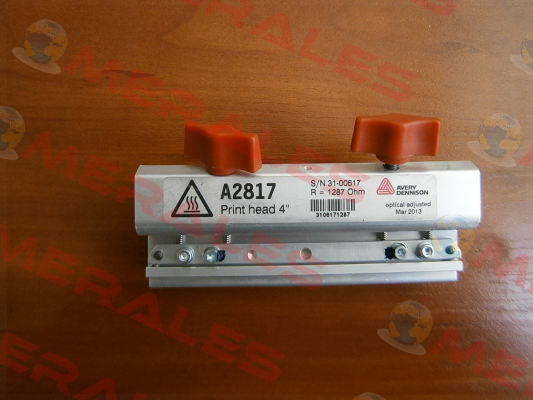 MERALES
A2817
Print head 4"
S/N 31-00617
R = 1287 Ohm
3106171287
AVERY
DENNISON
optical adjusted
Mar 2013
MERALES
MERALES